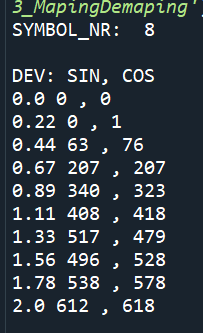 3_MapingDemaping'
SYMBOL_NR:  8
DEV: SIN, COS
0.0 0 , 0
0.22 0 , 1
0.44 63 , 76
0.67 207 , 207
0.89 340 , 323
1.11 408 , 418
1.33 517 , 479
1.56 496 , 528
1.78 538 , 578
2.0 612 , 618